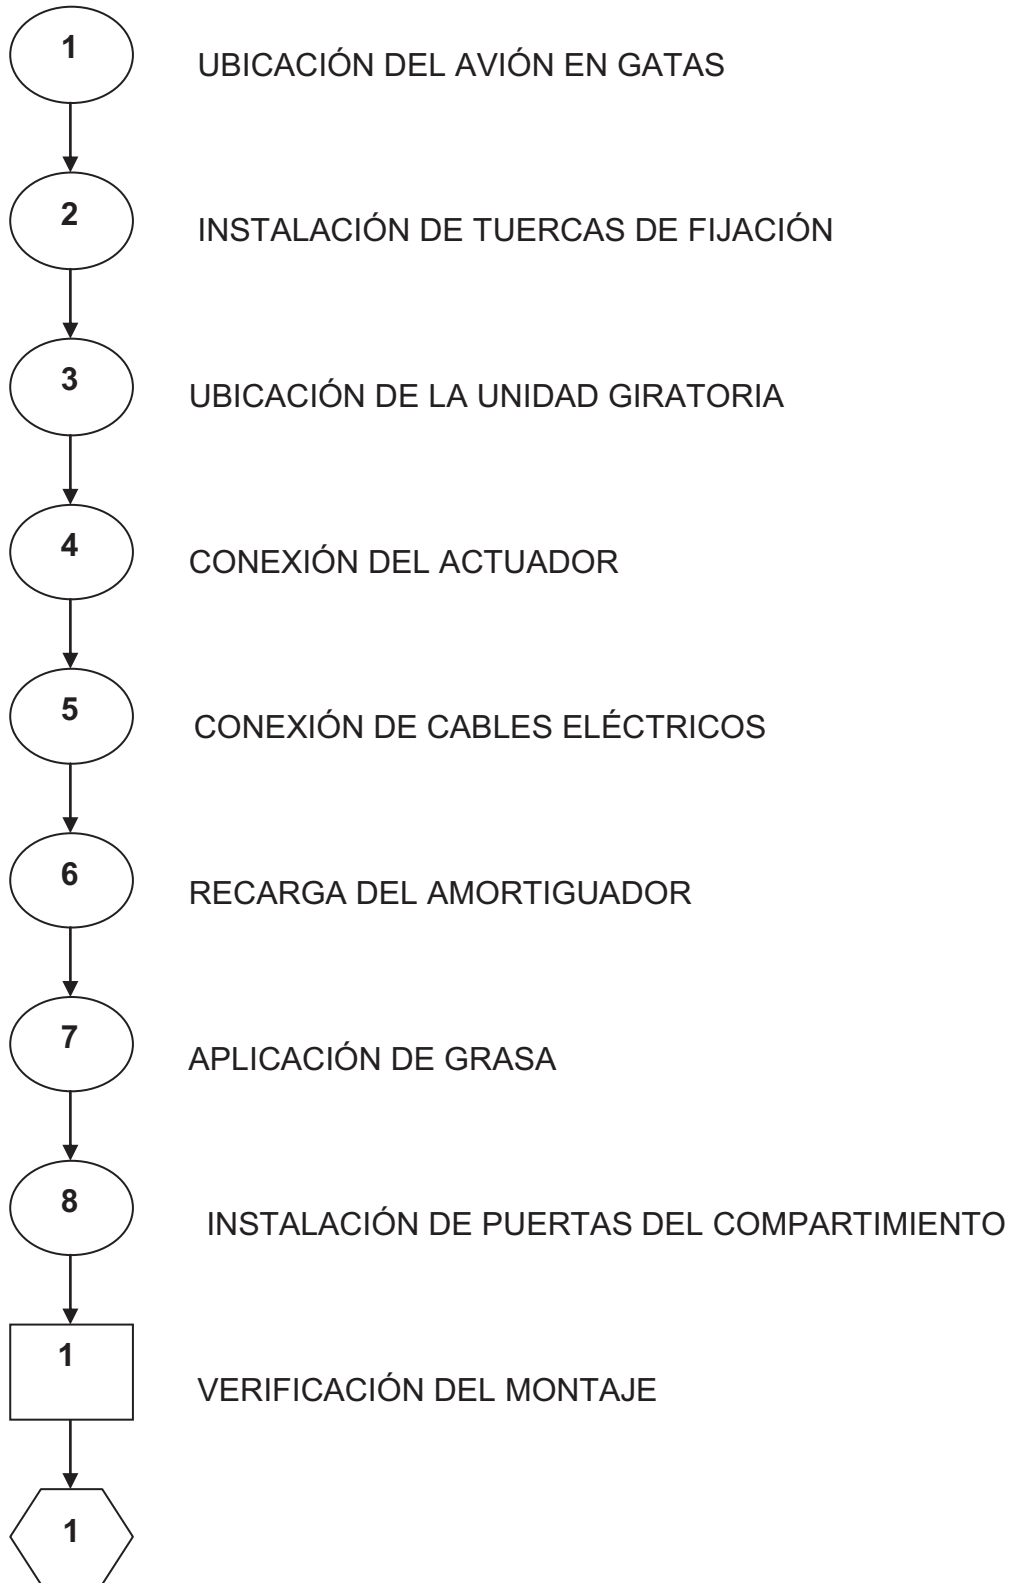 1
UBICACIÓN DEL AVIÓN EN GATAS
2
INSTALACIÓN DE TUERCAS DE FIJACIÓN
3
UBICACIÓN DE LA UNIDAD GIRATORIA
4
CONEXIÓN DEL ACTUADOR
5
CONEXIÓN DE CABLES ELÉCTRICOS
6
RECARGA DEL AMORTIGUADOR
7
APLICACIÓN DE GRASA
8
INSTALACIÓN DE PUERTAS DEL COMPARTIMIENTO
1
VERIFICACIÓN DEL MONTAJE
1